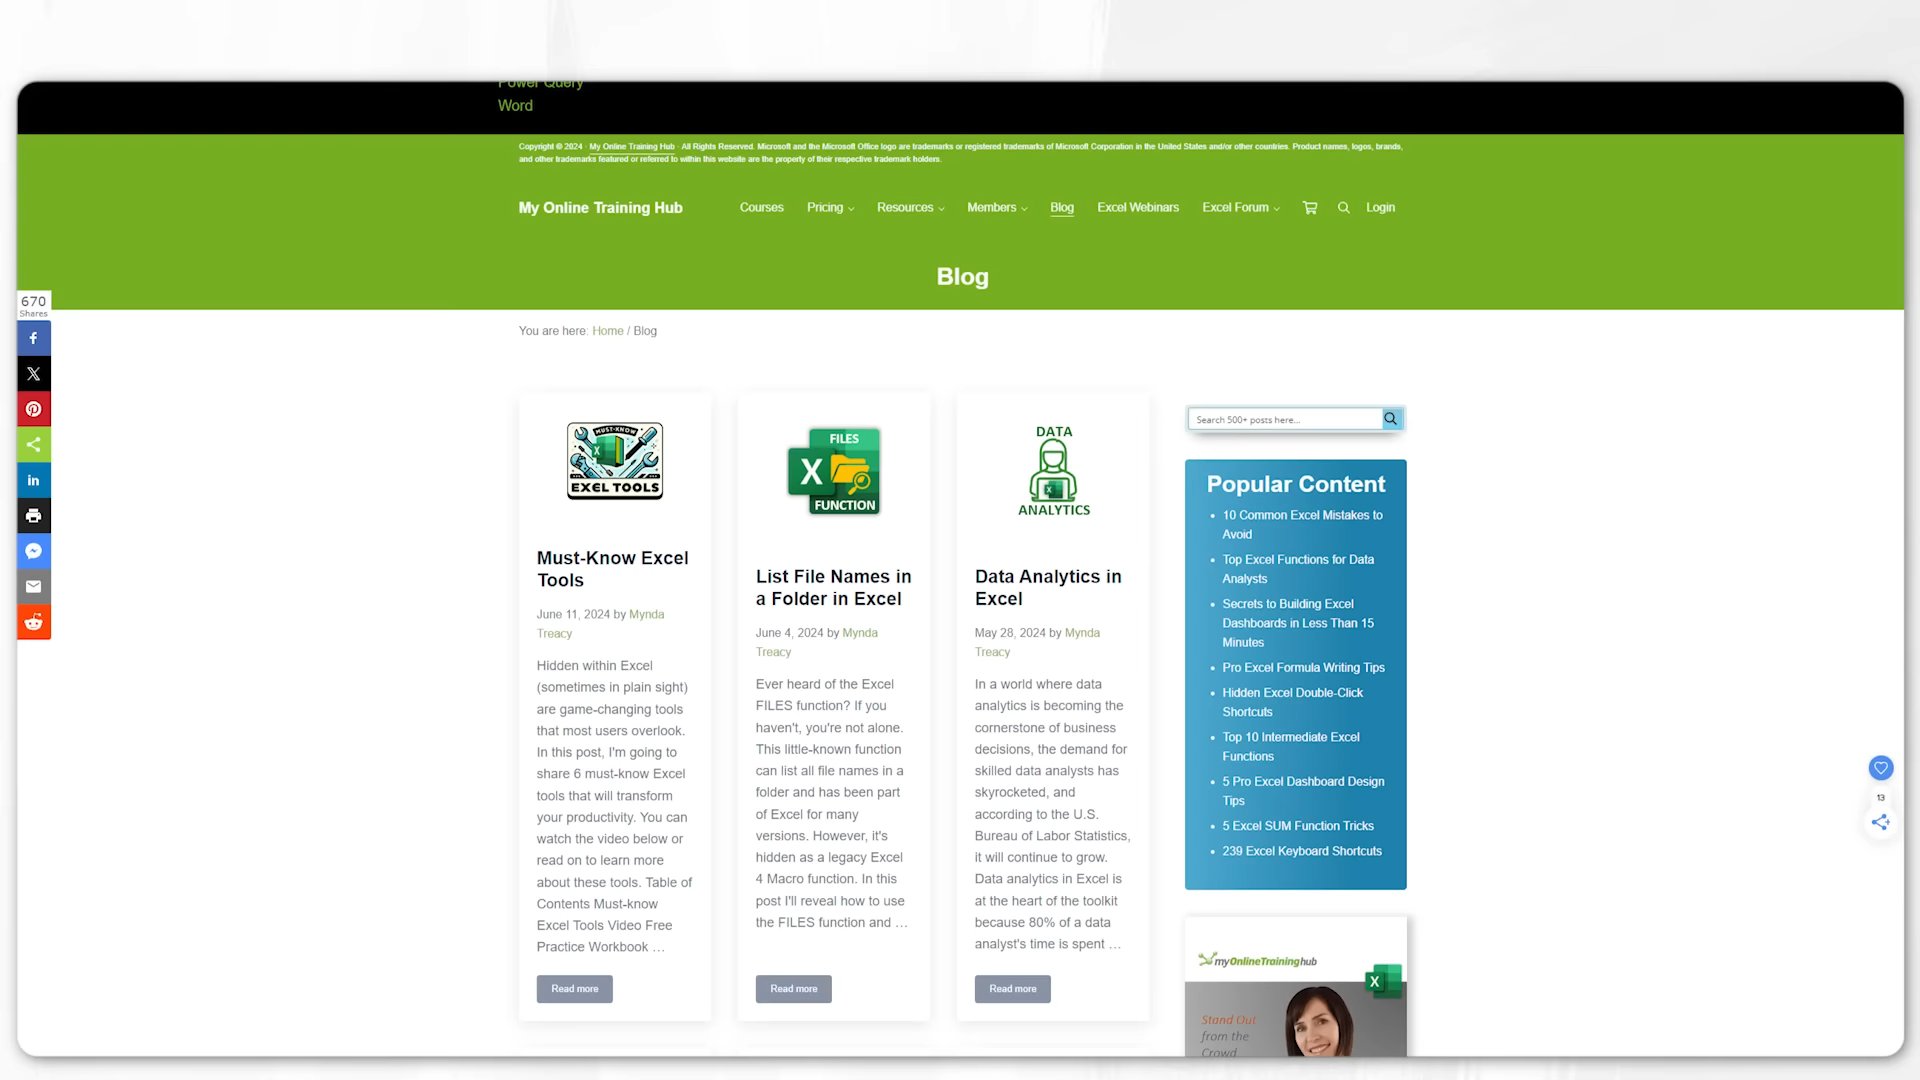 Power Query
Word
Copyright © 2024 · My Online Training Hub · All Rights Reserved. Microsoft and the Microsoft Office logo are trademarks or registered trademarks of Microsoft Corporation in the United States and/or other countries. Product names, logos, brands,
and other trademarks featured or referred to within this website are the property of their respective trademark holders.
My Online Training Hub
Courses
Pricing
Resources
Members
Blog
Excel Webinars
Excel Forum
Login
Blog
670
Shares
You are here: Home / Blog
MUST-KNOW
X
EXEL TOOLS
Must-Know Excel
Tools
June 11, 2024 by Mynda
Treacy
Hidden within Excel
(sometimes in plain sight)
are game-changing tools
that most users overlook.
In this post, I'm going to
share 6 must-know Excel
tools that will transform
your productivity. You can
watch the video below or
read on to learn more
about these tools. Table of
Contents Must-know
Excel Tools Video Free
Practice Workbook …
Read more
FILES
X
FUNCTION
List File Names in
a Folder in Excel
June 4, 2024 by Mynda
Treacy
Ever heard of the Excel
FILES function? If you
haven't, you're not alone.
This little-known function
can list all file names in a
folder and has been part
of Excel for many
versions. However, it's
hidden as a legacy Excel
4 Macro function. In this
post I'll reveal how to use
the FILES function and …
Read more
DATA
X
ANALYTICS
Data Analytics in
Excel
May 28, 2024 by Mynda
Treacy
In a world where data
analytics is becoming the
cornerstone of business
decisions, the demand for
skilled data analysts has
skyrocketed, and
according to the U.S.
Bureau of Labor Statistics,
it will continue to grow.
Data analytics in Excel is
at the heart of the toolkit
because 80% of a data
analyst's time is spent …
Read more
Search 500+ posts here...
Popular Content
• 10 Common Excel Mistakes to
Avoid
• Top Excel Functions for Data
Analysts
• Secrets to Building Excel
Dashboards in Less Than 15
Minutes
• Pro Excel Formula Writing Tips
• Hidden Excel Double-Click
Shortcuts
• Top 10 Intermediate Excel
Functions
• 5 Pro Excel Dashboard Design
Tips
• 5 Excel SUM Function Tricks
• 239 Excel Keyboard Shortcuts
myOnlineTraininghub
X
Stand Out
from the
Crowd
13